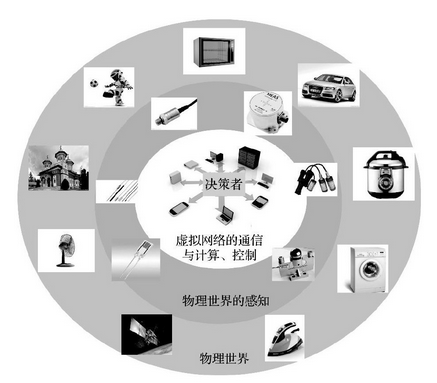 决策者
虚拟网络的通信
与计算、控制
物理世界的感知
物理世界